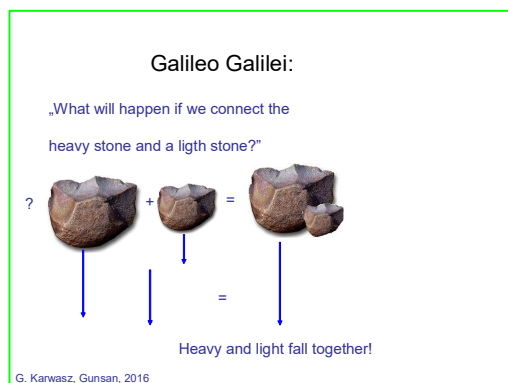 Galileo Galilei:
„What will happen if we connect the
heavy stone and a ligth stone?”
? + =
=
Heavy and light fall together!
G. Karwasz, Gunsan, 2016